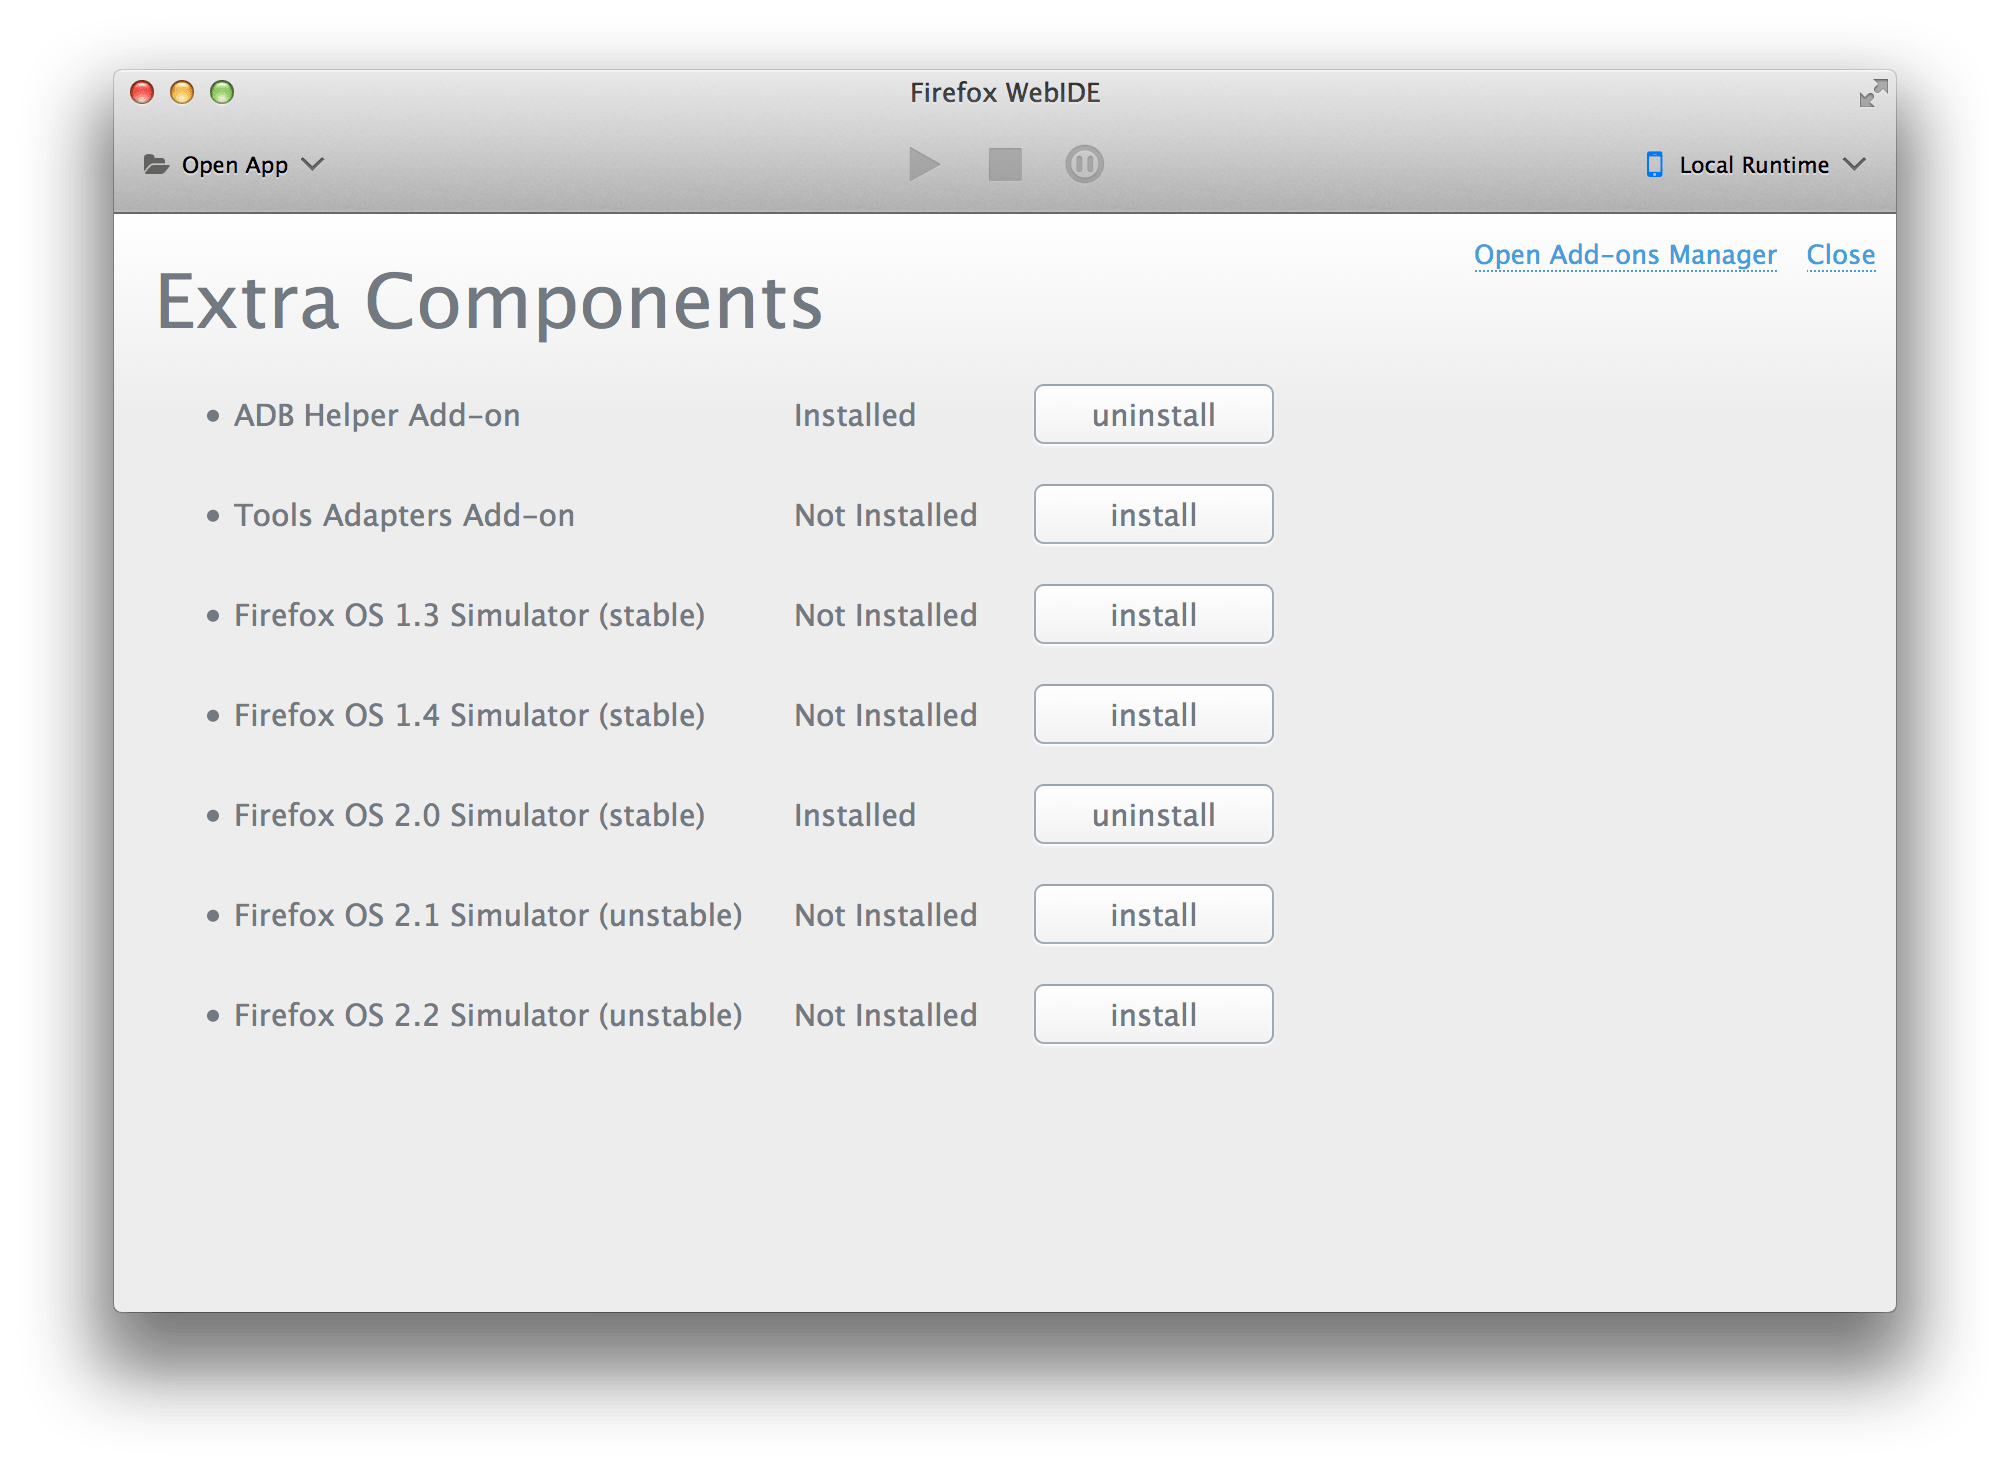 Firefox WebIDE
Open App
Local Runtime
Open Add-ons Manager Close
Extra Components
• ADB Helper Add-on Installed uninstall
• Tools Adapters Add-on Not Installed install
• Firefox OS 1.3 Simulator (stable) Not Installed install
• Firefox OS 1.4 Simulator (stable) Not Installed install
• Firefox OS 2.0 Simulator (stable) Installed uninstall
• Firefox OS 2.1 Simulator (unstable) Not Installed install
• Firefox OS 2.2 Simulator (unstable) Not Installed install